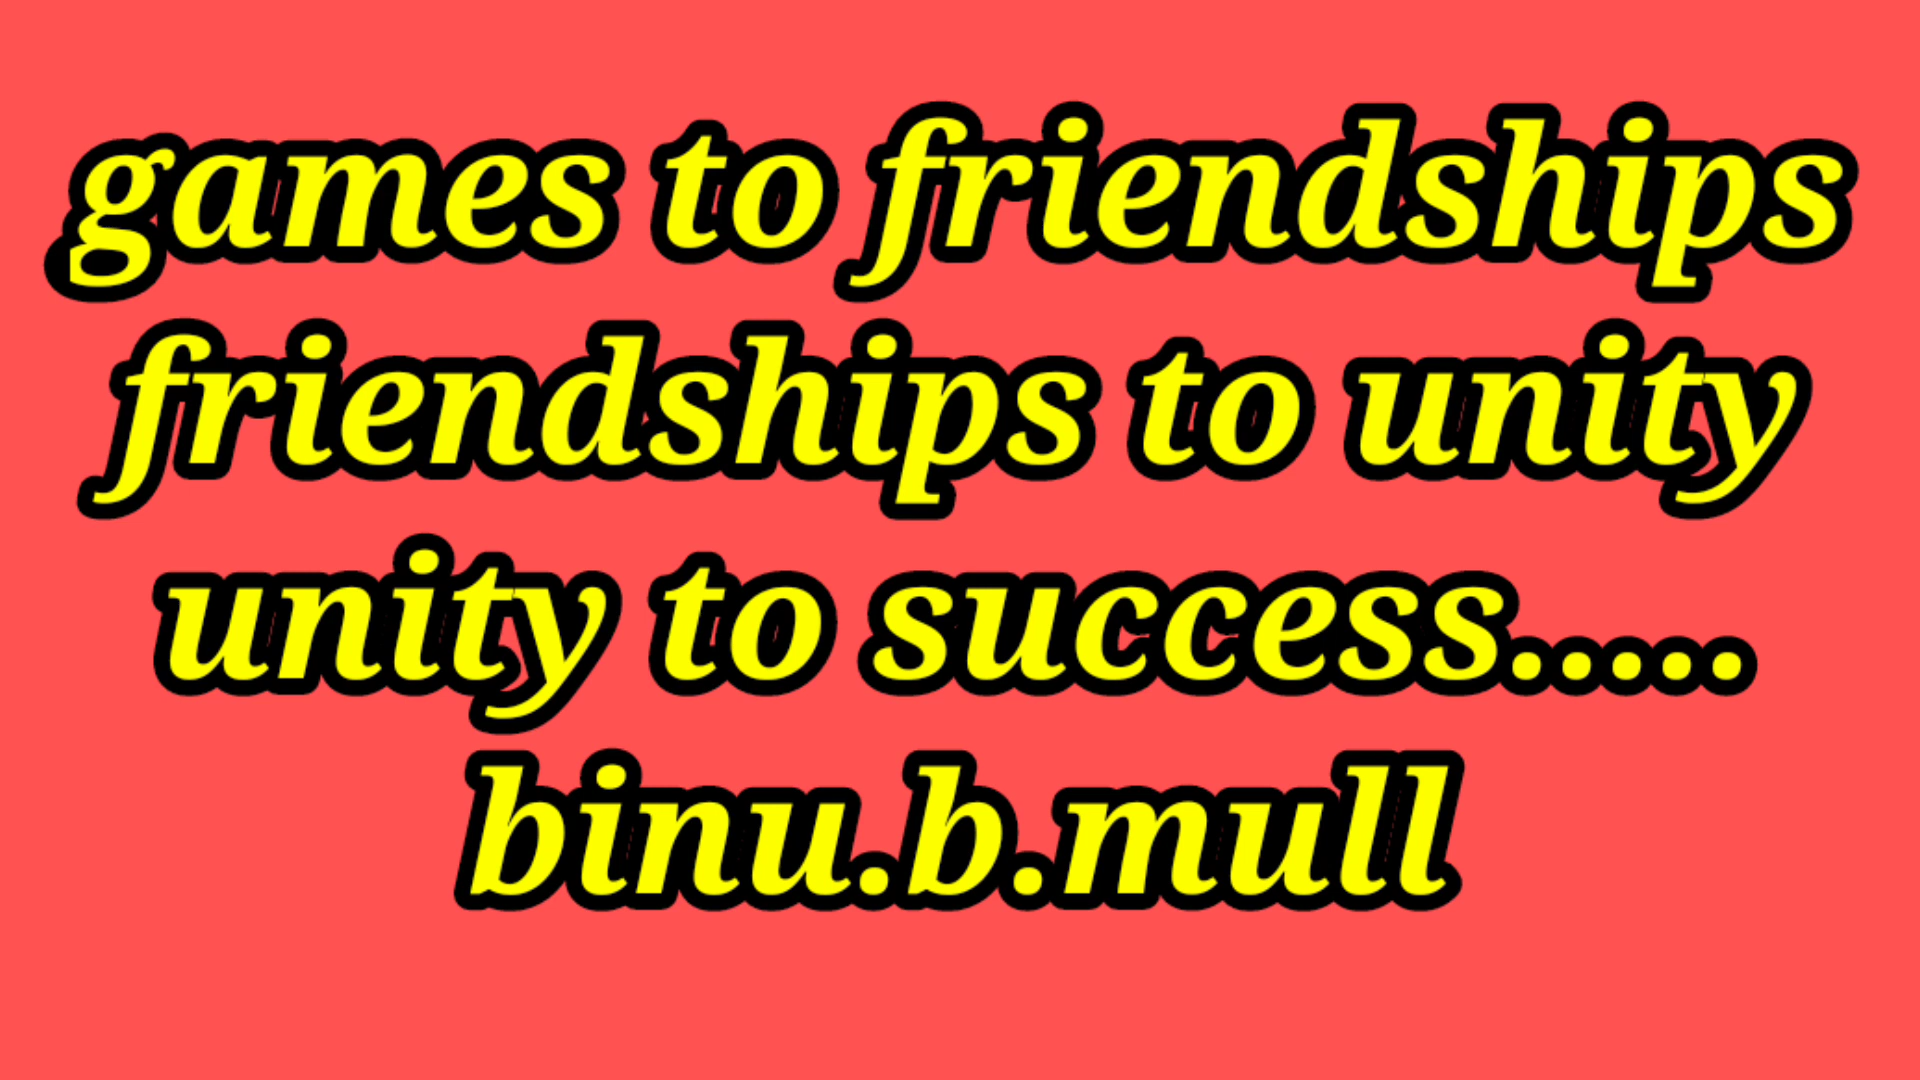 games to friendships
friendships to unity
unity to success.....
binu.b.mull